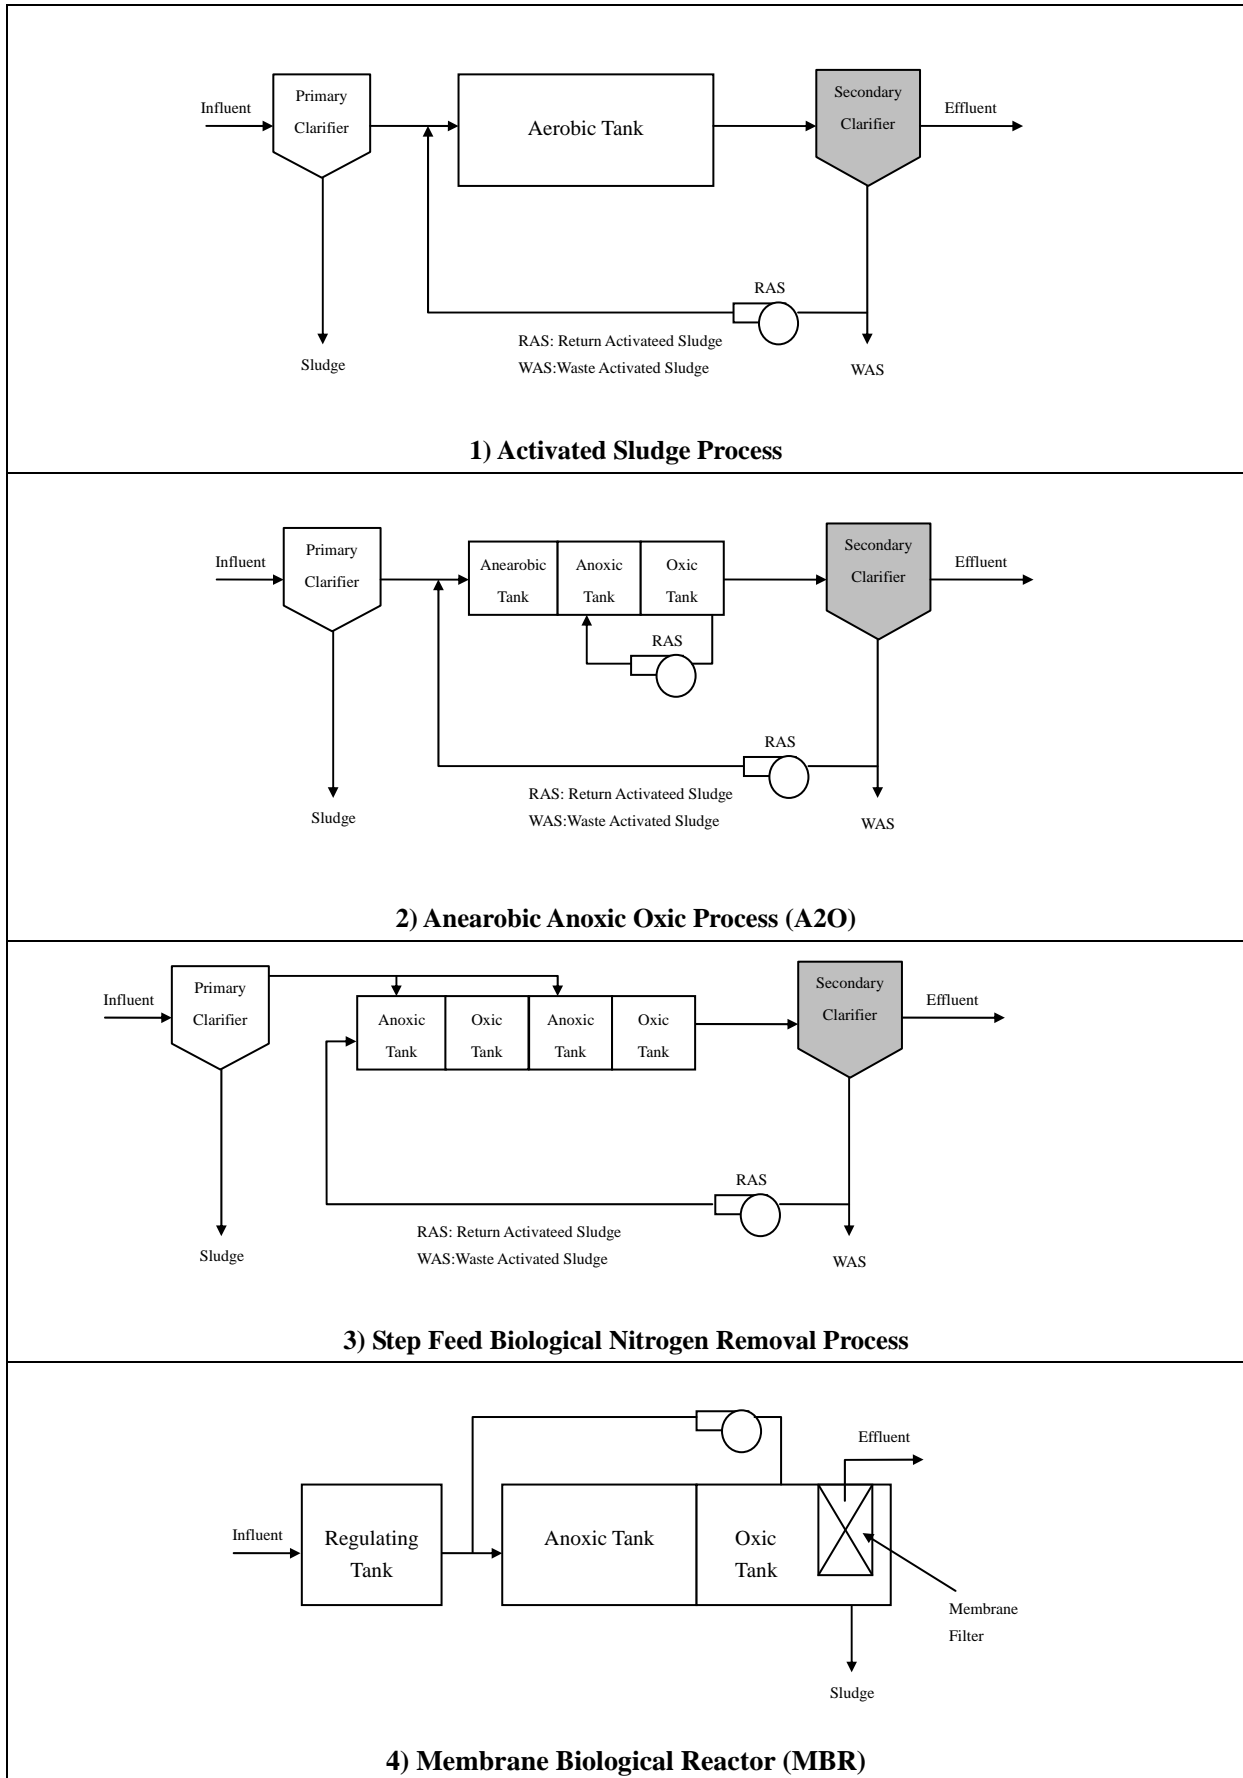 Influent
Primary
Clarifier
Aerobic Tank
Secondary
Clarifier
Effluent
RAS
RAS: Return Activateed Sludge
WAS:Waste Activated Sludge
Sludge
WAS
1) Activated Sludge Process
Influent
Primary
Clarifier
Anearobic
Tank
Anoxic
Tank
Oxic
Tank
RAS
Secondary
Clarifier
Effluent
RAS
RAS: Return Activateed Sludge
WAS:Waste Activated Sludge
Sludge
WAS
2) Anearobic Anoxic Oxic Process (A2O)
Influent
Primary
Clarifier
Anoxic
Tank
Oxic
Tank
Anoxic
Tank
Oxic
Tank
Secondary
Clarifier
Effluent
RAS
RAS: Return Activateed Sludge
WAS:Waste Activated Sludge
Sludge
WAS
3) Step Feed Biological Nitrogen Removal Process
Influent
Regulating
Tank
Anoxic Tank
Oxic
Tank
Effluent
Membrane
Filter
Sludge
4) Membrane Biological Reactor (MBR)